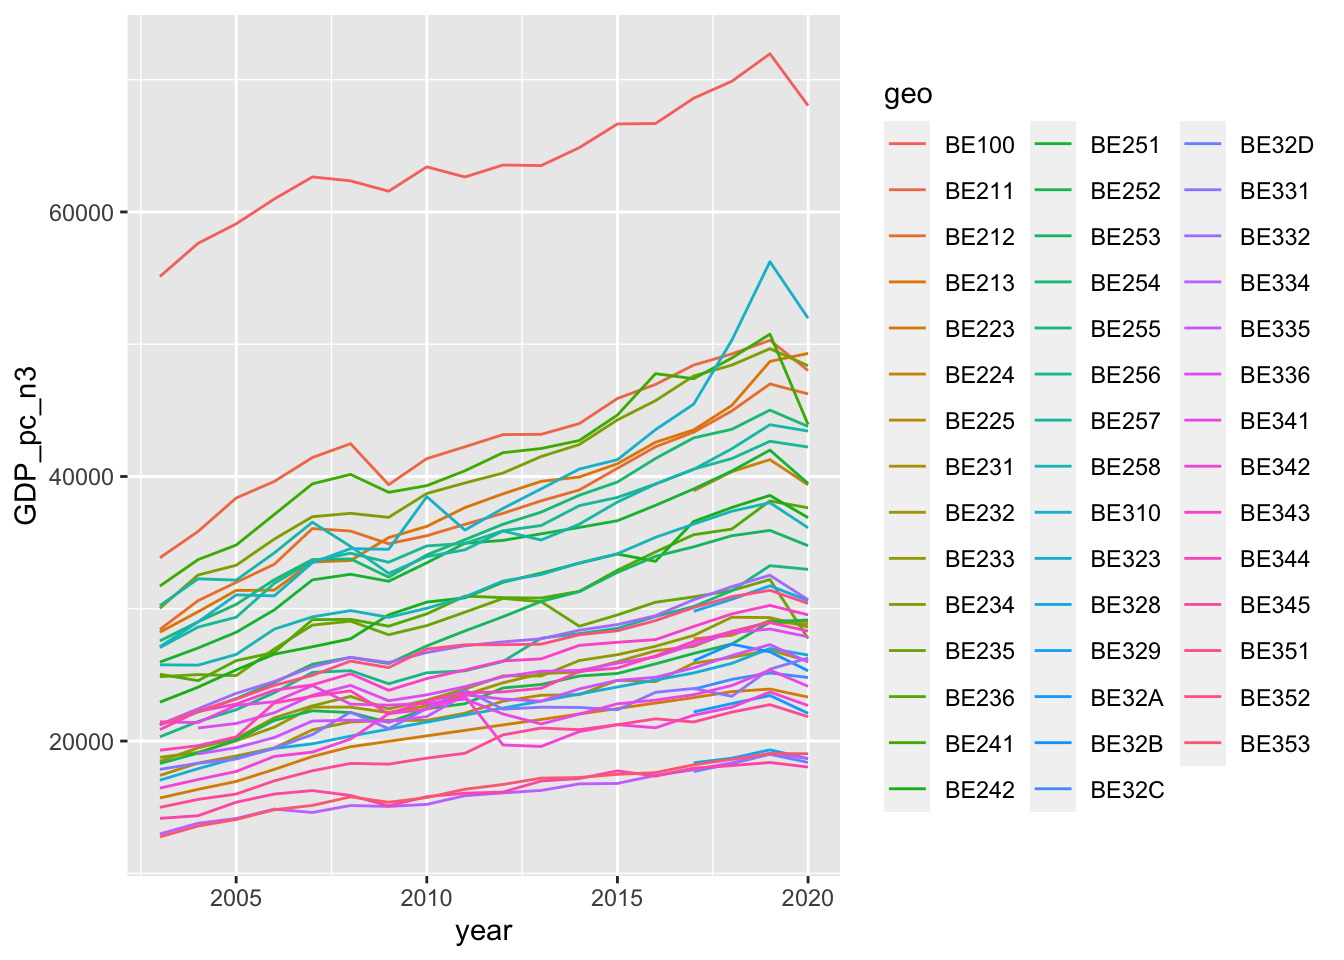 GDP_pc_n3
60000
40000
20000
2005 2010 2015 2020
year
geo
BE100 BE251 BE32D
BE211 BE252 BE331
BE212 BE253 BE332
BE213 BE254 BE334
BE223 BE255 BE335
BE224 BE256 BE336
BE225 BE257 BE341
BE231 BE258 BE342
BE232 BE310 BE343
BE233 BE323 BE344
BE234 BE328 BE345
BE235 BE329 BE351
BE236 BE32A BE352
BE241 BE32B BE353
BE242 BE32C